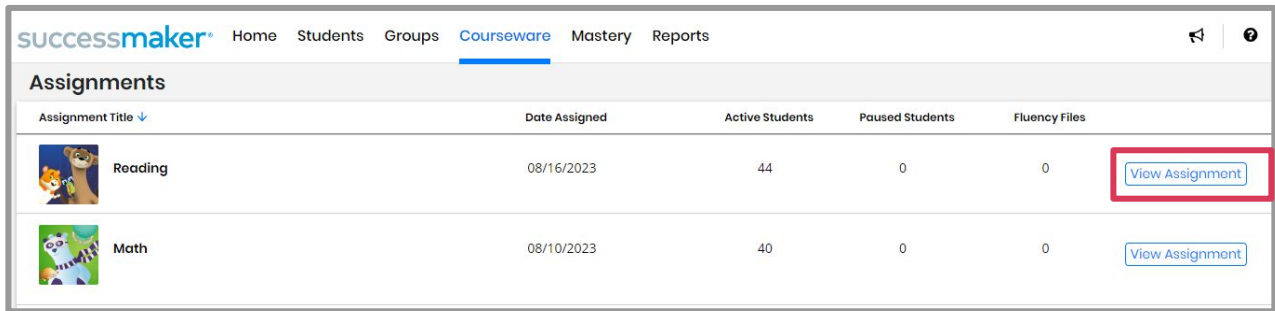 successmaker Home Students Groups Courseware Mastery Reports
Assignments
Assignment Title ↓ Date Assigned Active Students Paused Students Fluency Files
Reading 08/16/2023 44 0 0 View Assignment
Math 08/10/2023 40 0 0 View Assignment